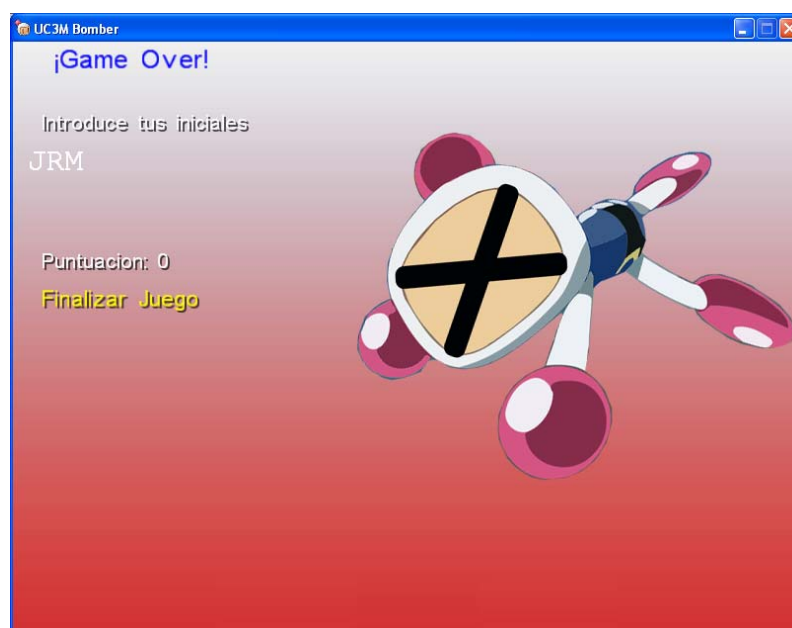 UC3M Bomber
¡Game Over!
Introduce tus iniciales
JRM
Puntuacion: 0
Finalizar Juego